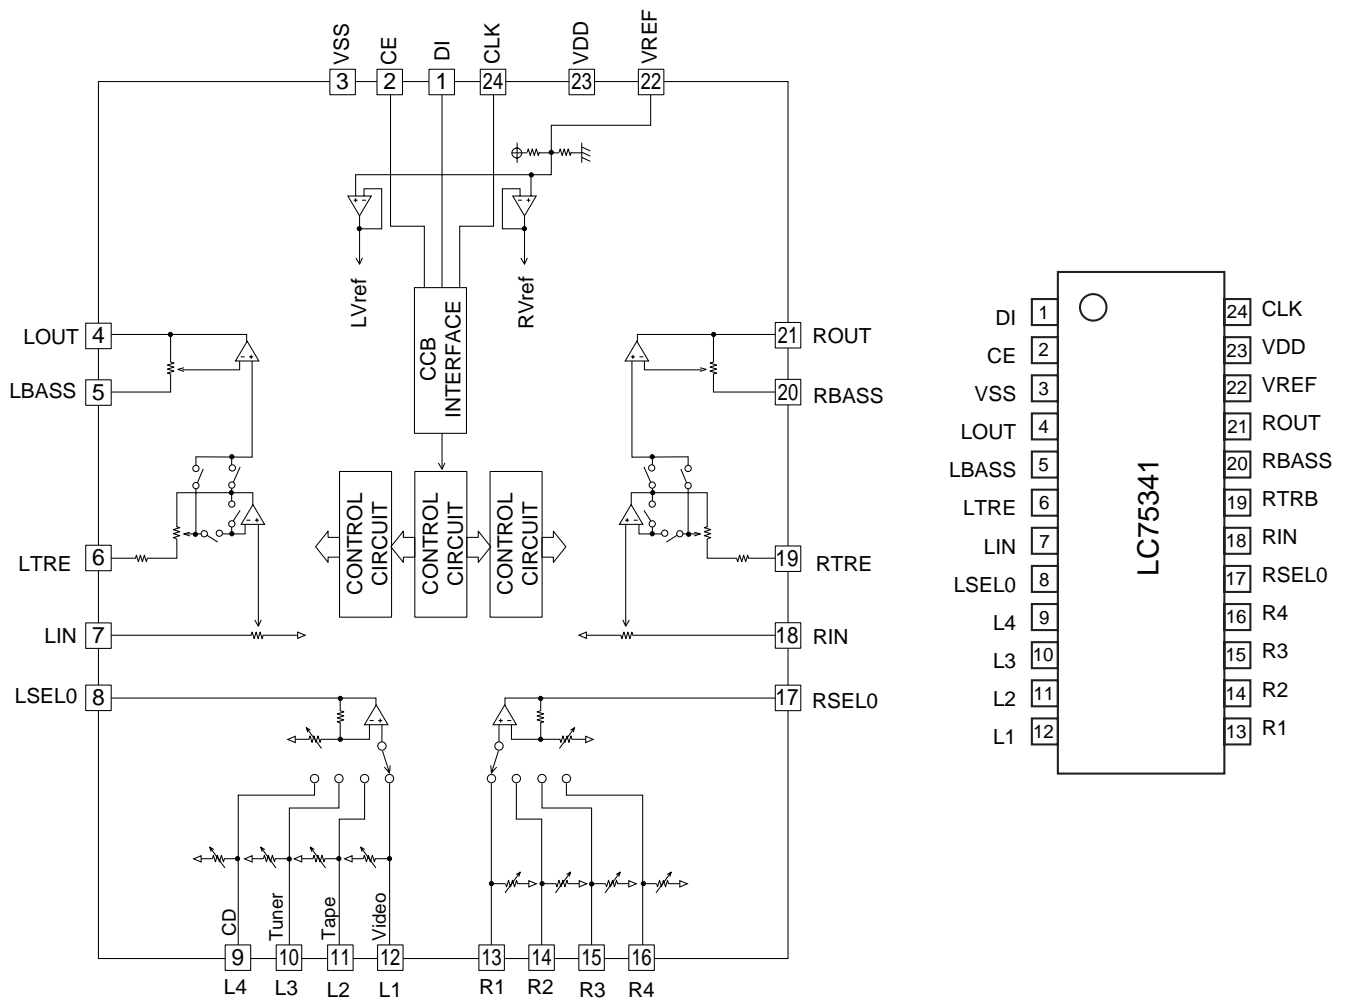 VSS
CE
DI
CLK
VDD
VREF
3
2
1
24
23
22
+ -
- +
LVref
RVref
CCB
INTERFACE
LOUT 4
- +
LBASS 5
21 ROUT
+ -
20 RBASS
CONTROL
CIRCUIT
CONTROL
CIRCUIT
CONTROL
CIRCUIT
- +
LTRE 6
+ -
19 RTRE
LIN 7
18 RIN
LSEL0 8
- +
17 RSEL0
+ -
CD
Tuner
Tape
Video
9
10
11
12
13
14
15
16
L4
L3
L2
L1
R1
R2
R3
R4
LC75341
DI 1
24 CLK
CE 2
23 VDD
VSS 3
22 VREF
LOUT 4
21 ROUT
LBASS 5
20 RBASS
LTRE 6
19 RTRB
LIN 7
18 RIN
LSEL0 8
17 RSEL0
L4 9
16 R4
L3 10
15 R3
L2 11
14 R2
L1 12
13 R1